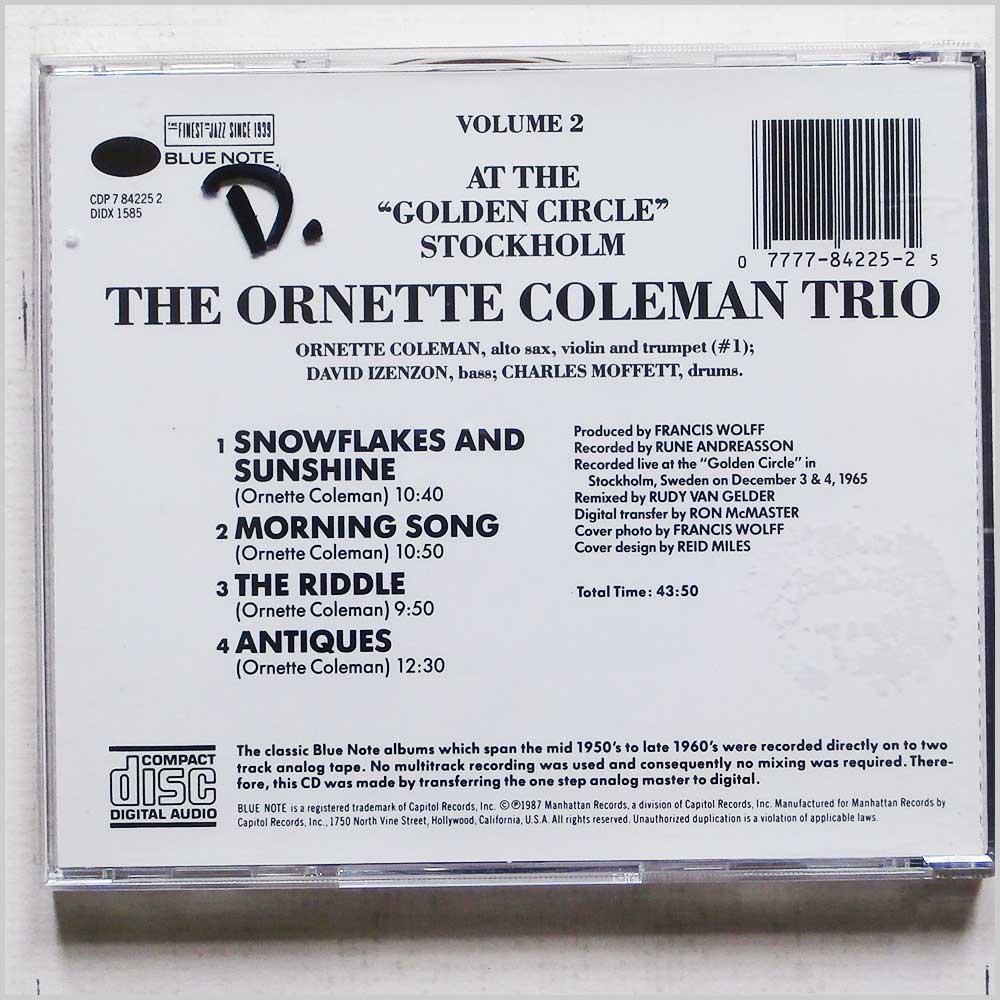 THE FINEST IN JAZZ SINCE 1939
BLUE NOTE.
CDP 7 84225 2
DIDX 1585
D.
VOLUME 2
AT THE
“GOLDEN CIRCLE”
STOCKHOLM
0 7777-84225-2 5
THE ORNETTE COLEMAN TRIO
ORNETTE COLEMAN, alto sax, violin and trumpet (#1);
DAVID IZENZON, bass; CHARLES MOFFETT, drums.
1 SNOWFLAKES AND
SUNSHINE
(Ornette Coleman) 10:40
2 MORNING SONG
(Ornette Coleman) 10:50
3 THE RIDDLE
(Ornette Coleman) 9:50
4 ANTIQUES
(Ornette Coleman) 12:30
Produced by FRANCIS WOLFF
Recorded by RUNE ANDREASSON
Recorded live at the “Golden Circle” in
Stockholm, Sweden on December 3 & 4, 1965
Remixed by RUDY VAN GELDER
Digital transfer by RON McMASTER
Cover photo by FRANCIS WOLFF
Cover design by REID MILES
Total Time: 43:50
COMPACT
disc
DIGITAL AUDIO
The classic Blue Note albums which span the mid 1950's to late 1960's were recorded directly on to two
track analog tape. No multitrack recording was used and consequently no mixing was required. There-
fore, this CD was made by transferring the one step analog master to digital.
BLUE NOTE is a registered trademark of Capitol Records, Inc. ©℗1987 Manhattan Records, a division of Capitol Records, Inc. Manufactured for Manhattan Records by
Capitol Records, Inc., 1750 North Vine Street, Hollywood, California, U.S.A. All rights reserved. Unauthorized duplication is a violation of applicable laws.